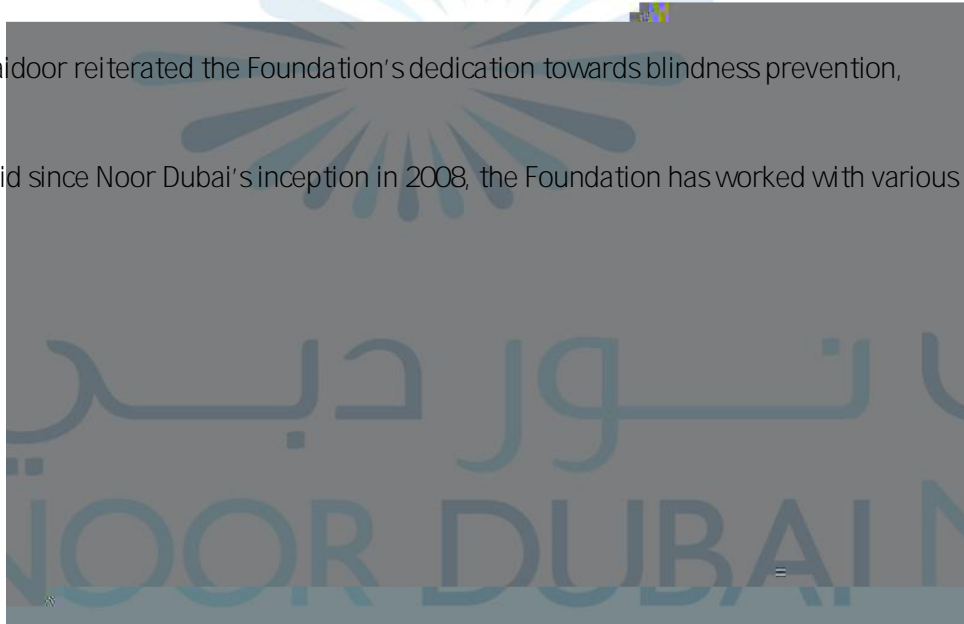 idoor reiterated the Foundation's dedication towards blindness prevention,
id since Noor Dubai's inception in 2008, the Foundation has worked with various
نور دبي
NOOR DUBAI